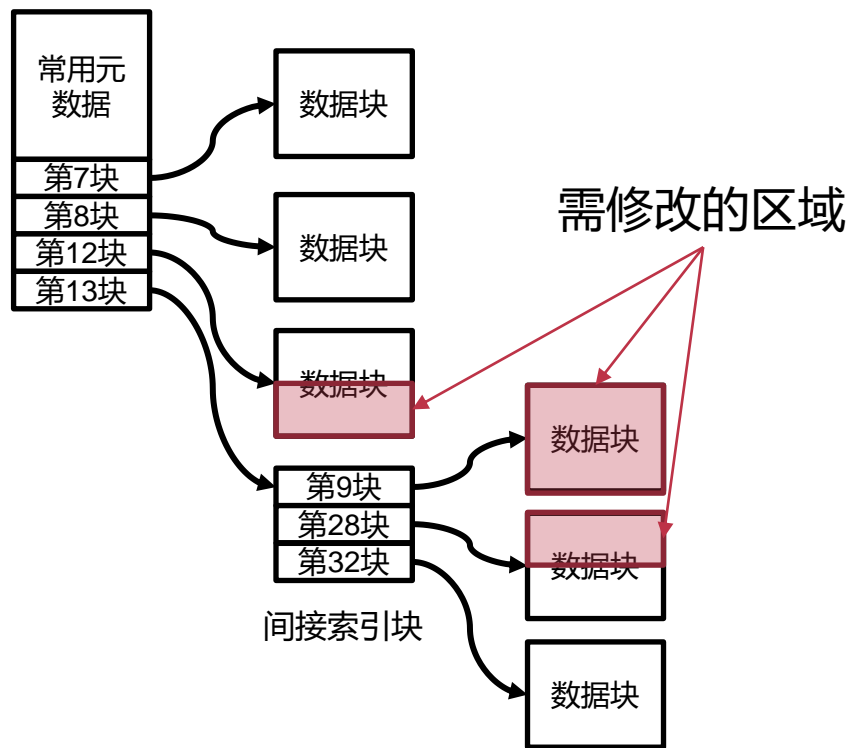 常用元
数据
第7块
第8块
第12块
第13块
数据块
数据块
数据块
需修改的区域
第9块
第28块
第32块
间接索引块
数据块
数据块
数据块